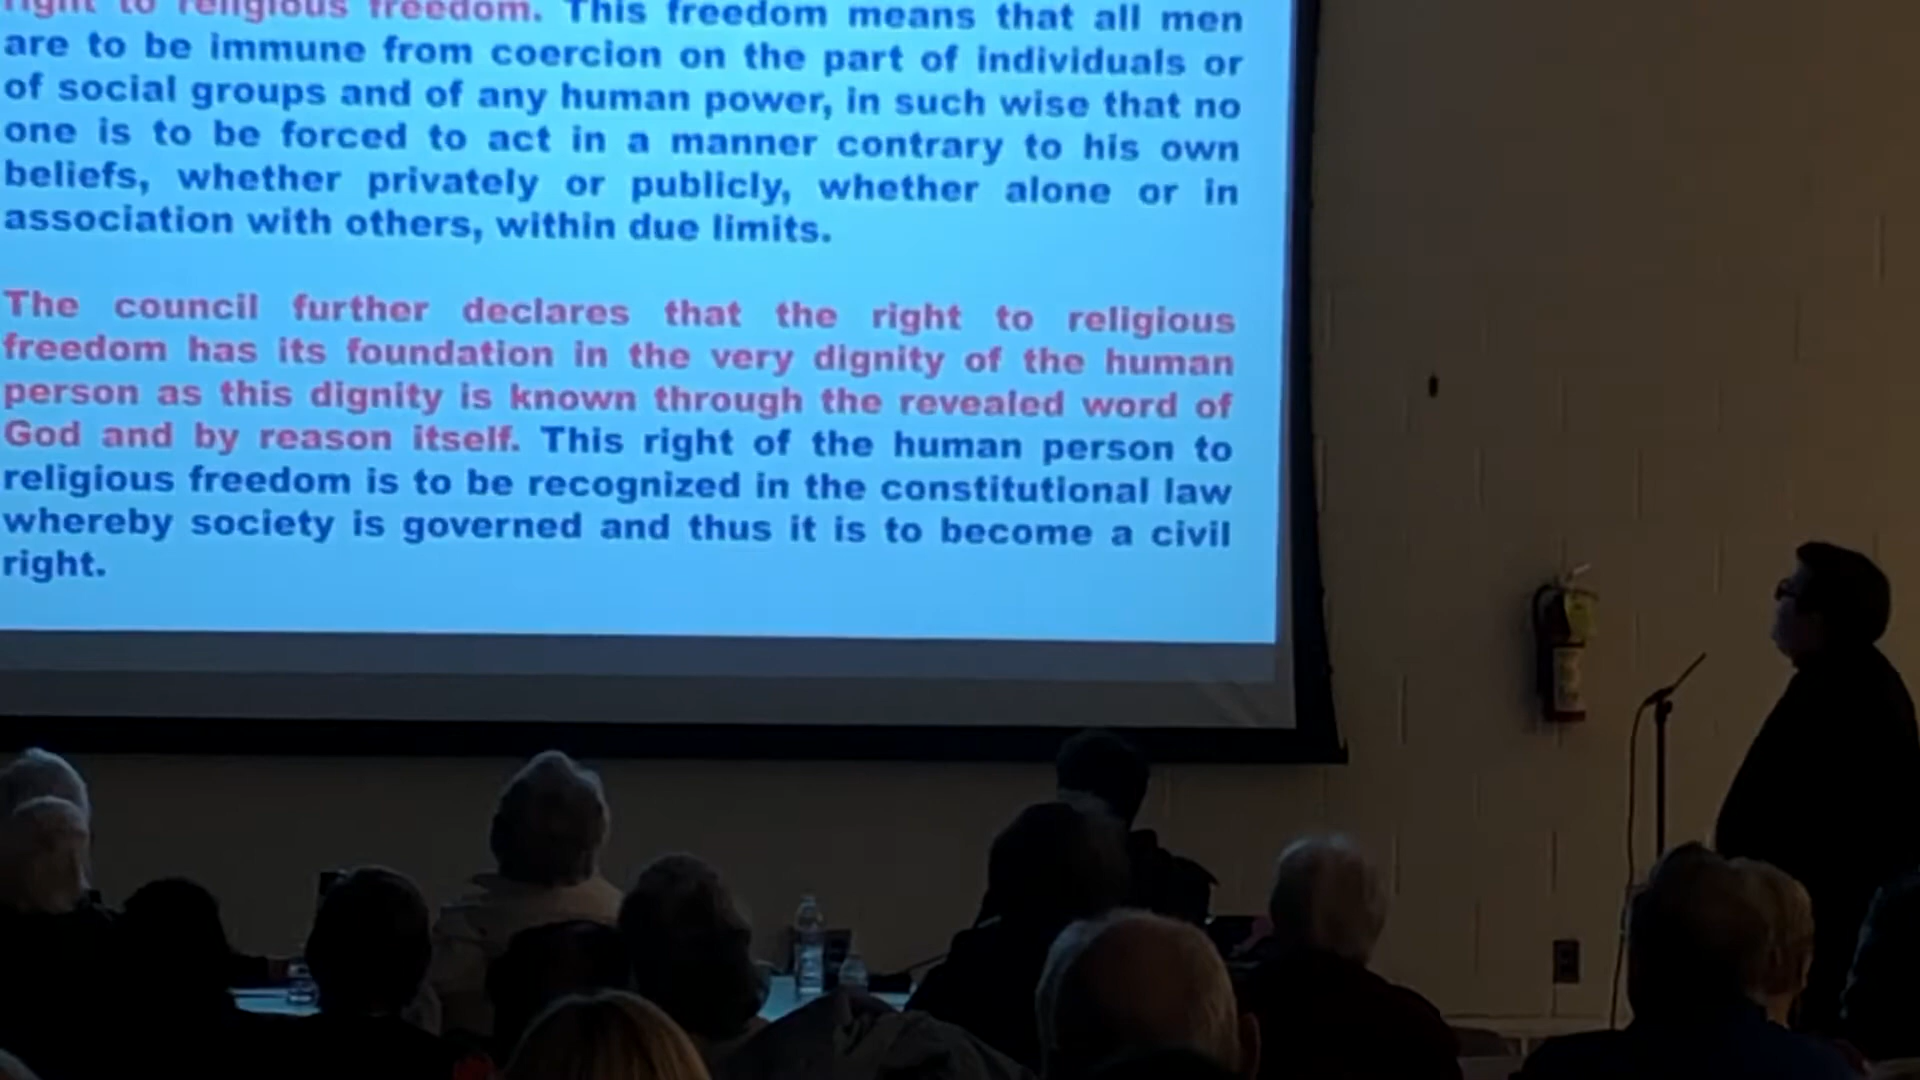 right to religious freedom. This freedom means that all men
are to be immune from coercion on the part of individuals or
of social groups and of any human power, in such wise that no
one is to be forced to act in a manner contrary to his own
beliefs, whether privately or publicly, whether alone or in
association with others, within due limits.
The council further declares that the right to religious
freedom has its foundation in the very dignity of the human
person as this dignity is known through the revealed word of
God and by reason itself. This right of the human person to
religious freedom is to be recognized in the constitutional law
whereby society is governed and thus it is to become a civil
right.